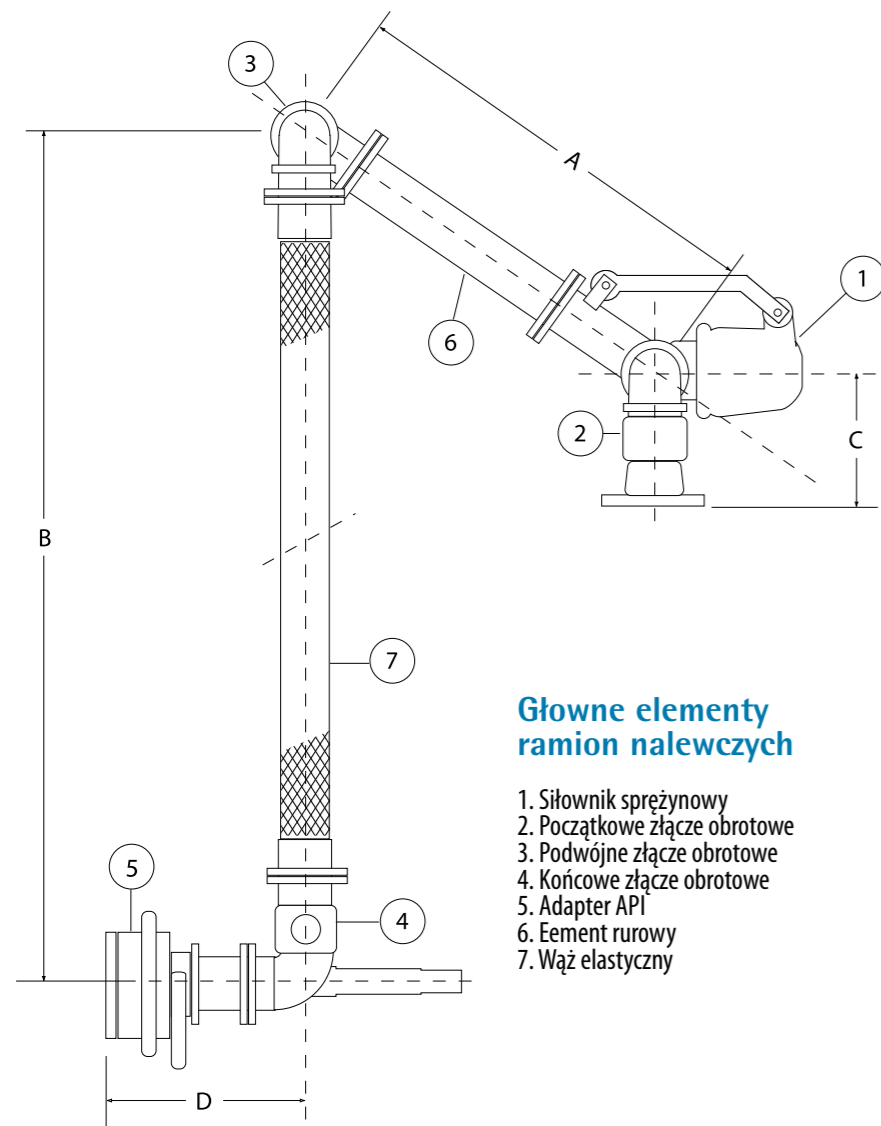 3
A
1
6
2
C
B
7
Głowne elementy
ramion nalewczych
1. Siłownik sprężynowy
2. Początkowe złącze obrotowe
3. Podwójne złącze obrotowe
4. Końcowe złącze obrotowe
5. Adapter API
6. Eement rurowy
7. Wąż elastyczny
5
4
D